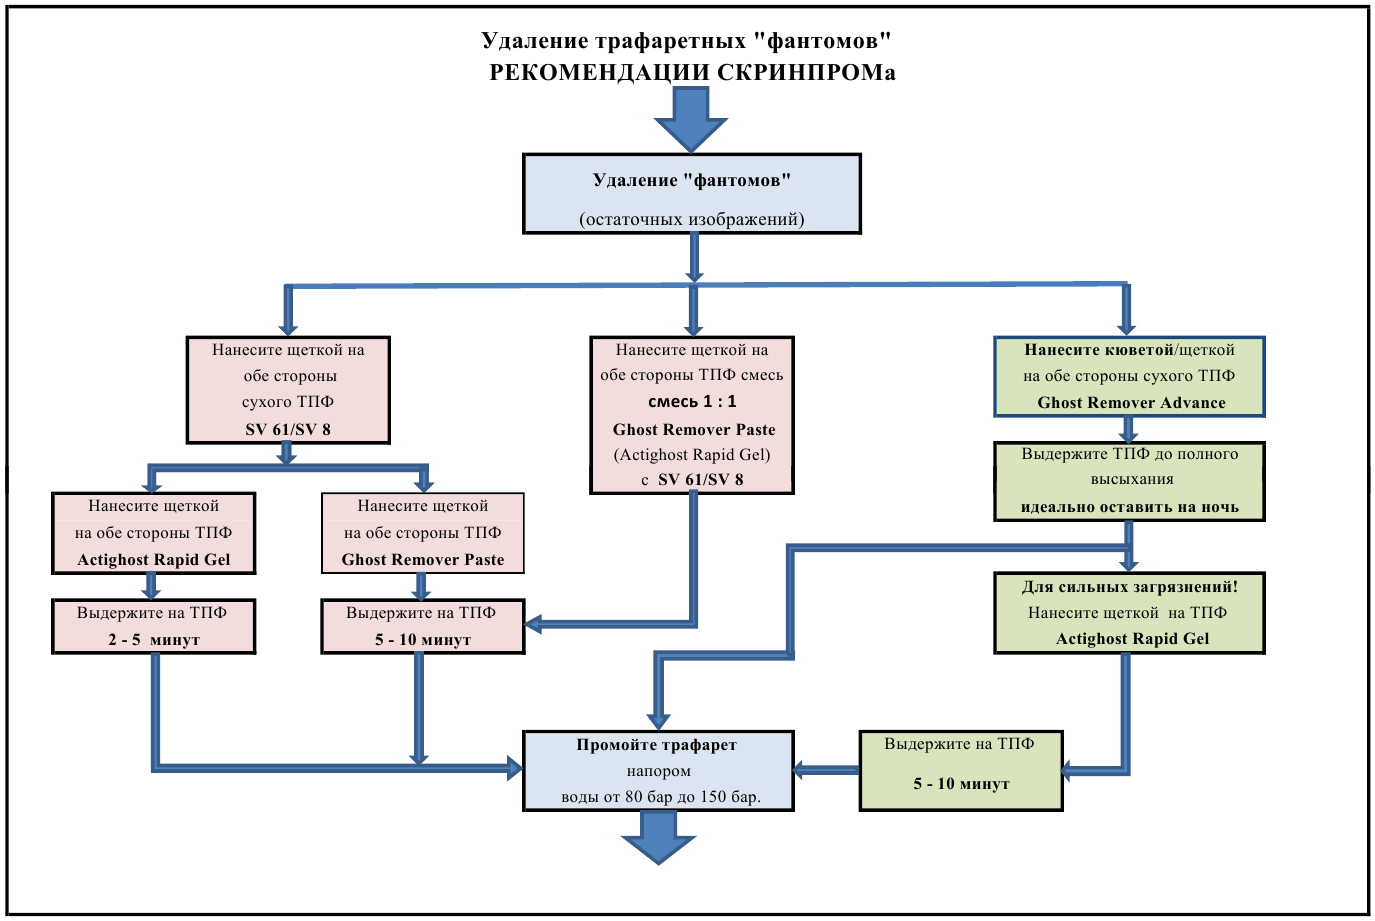 Удаление трафаретных "фантомов"
РЕКОМЕНДАЦИИ СКРИНПРОМа
Удаление "фантомов"
(остаточных изображений)
Нанесите щеткой на
обе стороны
сухого ТПФ
SV 61/SV 8
Нанесите щеткой на
обе стороны ТПФ смесь
смесь 1 : 1
Ghost Remover Paste
(Actighost Rapid Gel)
с SV 61/SV 8
Нанесите кюветой/щеткой
на обе стороны сухого ТПФ
Ghost Remover Advance
Выдержите ТПФ до полного
высыхания
идеально оставить на ночь
Нанесите щеткой
на обе стороны ТПФ
Actighost Rapid Gel
Нанесите щеткой
на обе стороны ТПФ
Ghost Remover Paste
Для сильных загрязнений!
Нанесите щеткой на ТПФ
Actighost Rapid Gel
Выдержите на ТПФ
2 - 5 минут
Выдержите на ТПФ
5 - 10 минут
Промойте трафарет
напором
воды от 80 бар до 150 бар.
Выдержите на ТПФ
5 - 10 минут